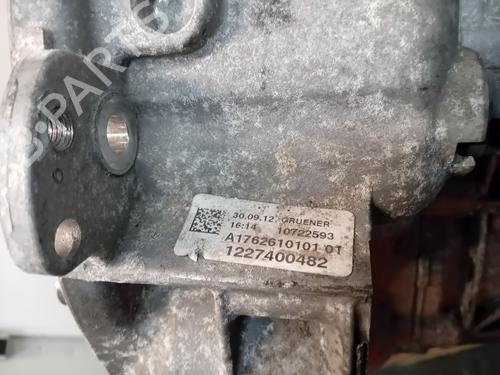 30.09.12 GRUENER
16:14 10722593
A1762610101 01
1227400482
B-PARTS